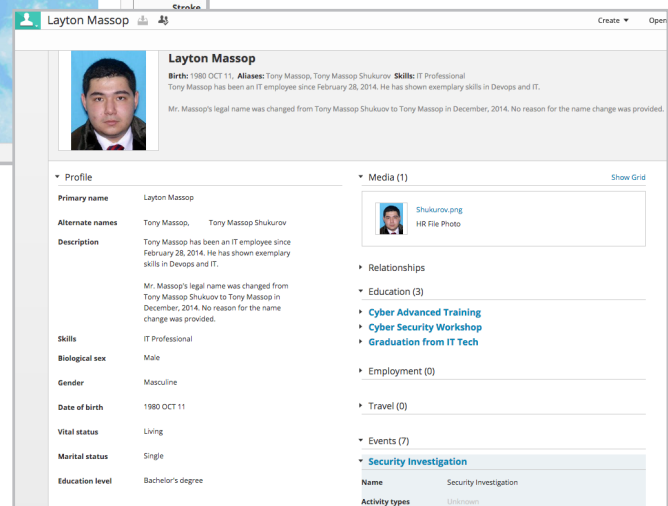 Stroke
Layton Massop
Create ▼ Open
Layton Massop
Birth: 1980 OCT 11, Aliases: Tony Massop, Tony Massop Shukurov Skills: IT Professional
Tony Massop has been an IT employee since February 28, 2014. He has shown exemplary skills in Devops and IT.
Mr. Massop's legal name was changed from Tony Massop Shukuov to Tony Massop in December, 2014. No reason for the name change was provided.
Profile
Primary name Layton Massop
Alternate names Tony Massop, Tony Massop Shukurov
Description Tony Massop has been an IT employee since
February 28, 2014. He has shown exemplary
skills in Devops and IT.
Mr. Massop's legal name was changed from
Tony Massop Shukuov to Tony Massop in
December, 2014. No reason for the name
change was provided.
Skills IT Professional
Biological sex Male
Gender Masculine
Date of birth 1980 OCT 11
Vital status Living
Marital status Single
Education level Bachelor's degree
Media (1) Show Grid
Shukurov.png
HR File Photo
Relationships
Education (3)
Cyber Advanced Training
Cyber Security Workshop
Graduation from IT Tech
Employment (0)
Travel (0)
Events (7)
Security Investigation
Name Security Investigation
Activity types Unknown